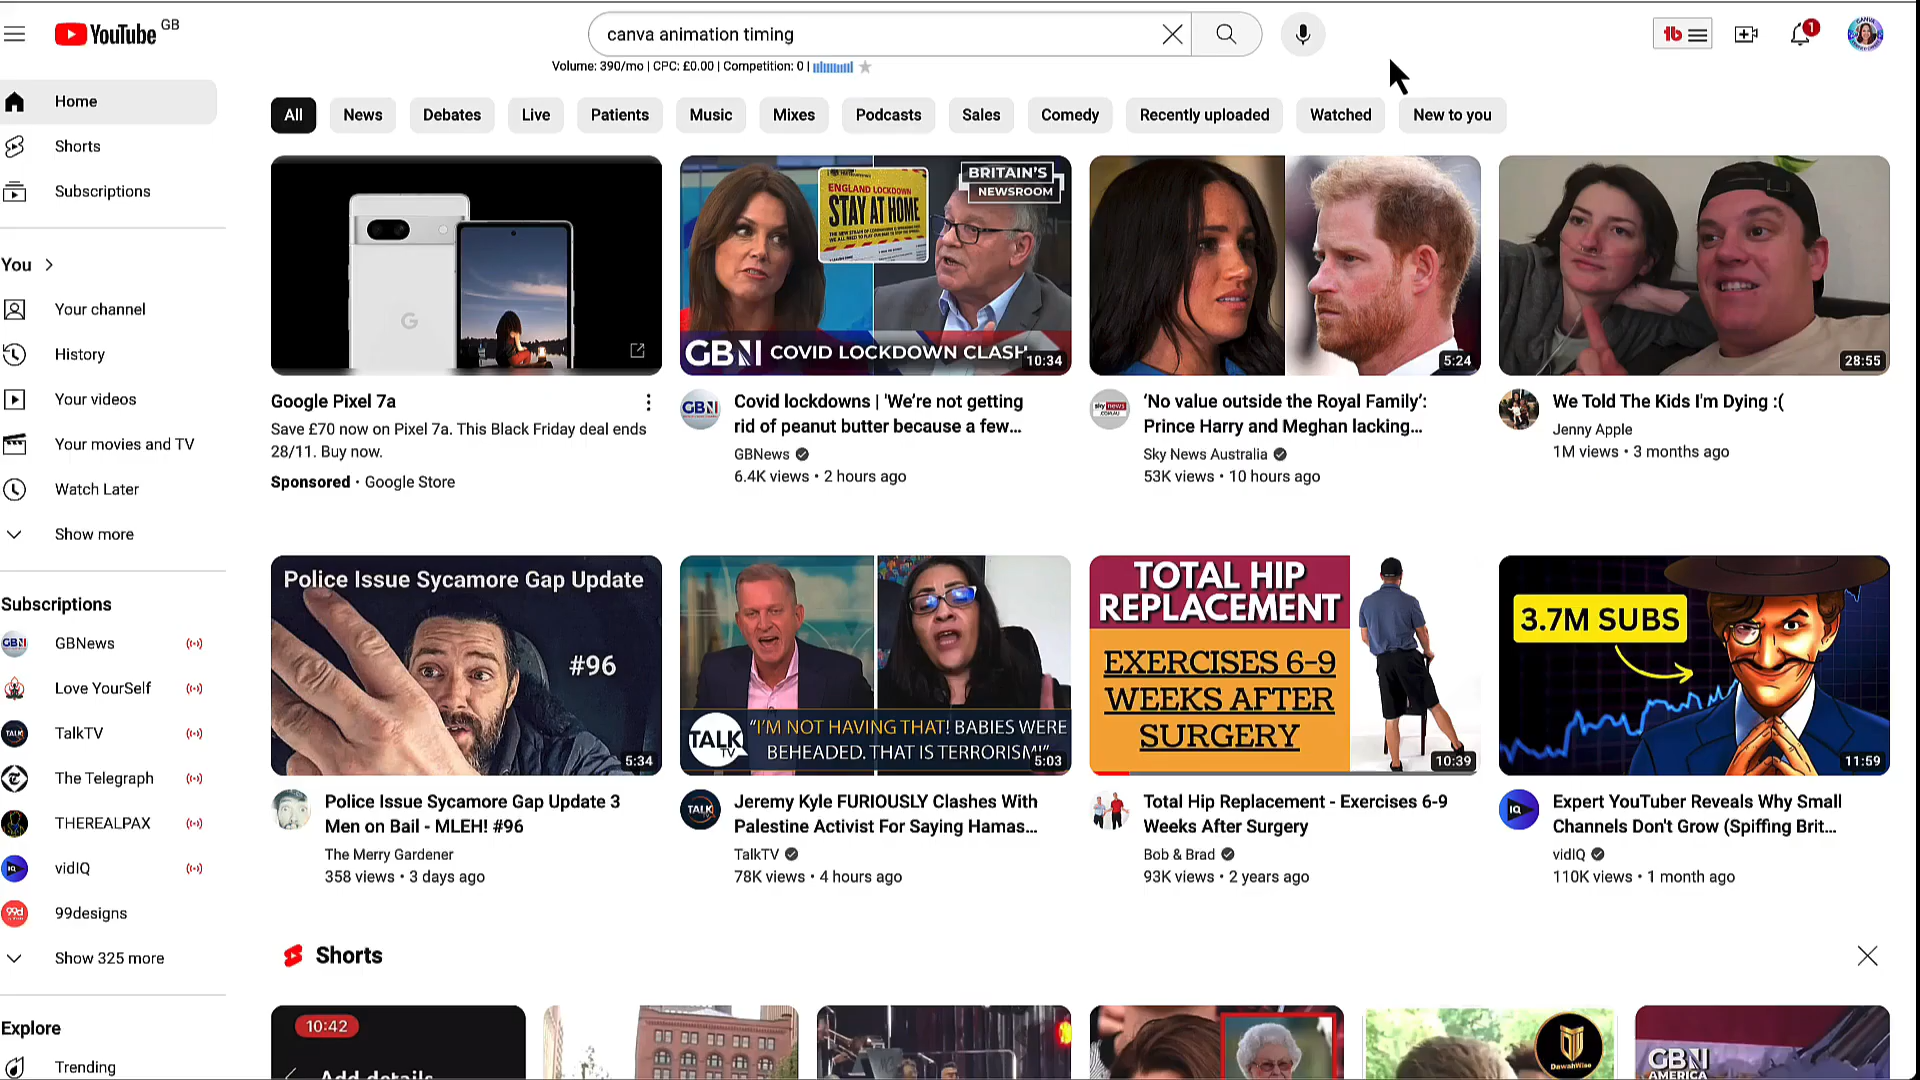 YouTube GB
canva animation timing
Volume: 390/mo | CPC: £0.00 | Competition: 0 |
1
Home
Shorts
Subscriptions
You
Your channel
History
Your videos
Your movies and TV
Watch Later
Show more
Subscriptions
GBNews
Love YourSelf
TalkTV
The Telegraph
THEREALPAX
vidIQ
99designs
Show 325 more
Explore
Trending
All
News
Debates
Live
Patients
Music
Mixes
Podcasts
Sales
Comedy
Recently uploaded
Watched
New to you
Google Pixel 7a
Save £70 now on Pixel 7a. This Black Friday deal ends
28/11. Buy now.
Sponsored • Google Store
ENGLAND LOCKDOWN
STAY AT HOME
BRITAIN'S
NEWSROOM
GBN COVID LOCKDOWN CLASH
10:34
Covid lockdowns | 'We’re not getting
rid of peanut butter because a few...
GBNews
6.4K views • 2 hours ago
5:24
‘No value outside the Royal Family’:
Prince Harry and Meghan lacking...
Sky News Australia
53K views • 10 hours ago
28:55
We Told The Kids I'm Dying :(
Jenny Apple
1M views • 3 months ago
Police Issue Sycamore Gap Update
#96
5:34
Police Issue Sycamore Gap Update 3
Men on Bail - MLEH! #96
The Merry Gardener
358 views • 3 days ago
TALK TV
“I’M NOT HAVING THAT! BABIES WERE
BEHEADED. THAT IS TERRORISM!”
5:03
Jeremy Kyle FURIOUSLY Clashes With
Palestine Activist For Saying Hamas...
TalkTV
78K views • 4 hours ago
TOTAL HIP
REPLACEMENT
EXERCISES 6-9
WEEKS AFTER
SURGERY
10:39
Total Hip Replacement - Exercises 6-9
Weeks After Surgery
Bob & Brad
93K views • 2 years ago
3.7M SUBS
11:59
Expert YouTuber Reveals Why Small
Channels Don't Grow (Spiffing Brit...
vidIQ
110K views • 1 month ago
Shorts
10:42
Add details
DawahWise
GBN
AMERICA